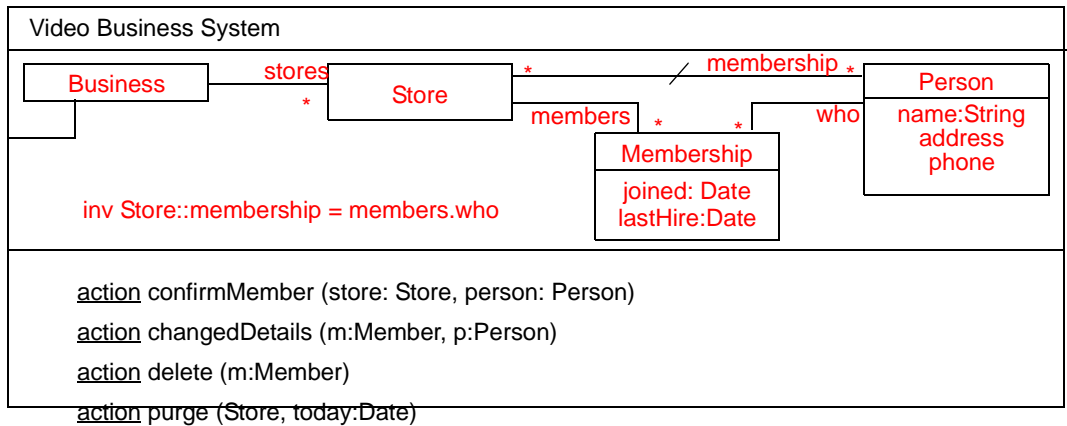 Video Business System
Business
stores
*
Store
*
membership
*
Person
name:String
address
phone
members
*
*
who
Membership
joined: Date
lastHire:Date
inv Store::membership = members.who
action confirmMember (store: Store, person: Person)
action changedDetails (m:Member, p:Person)
action delete (m:Member)
action purge (Store, today:Date)